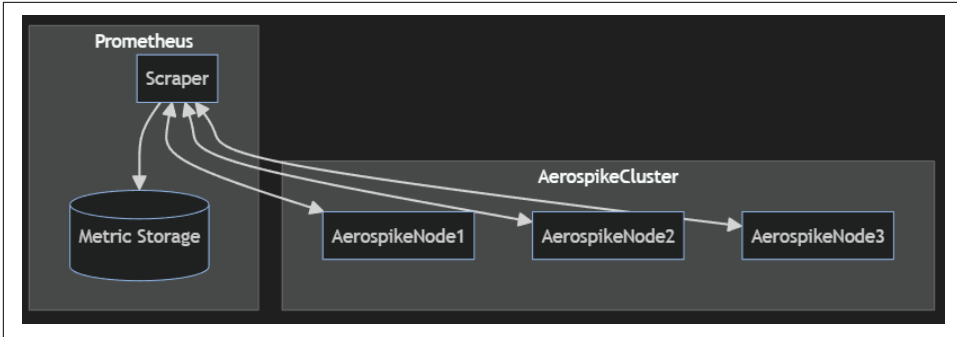 Prometheus
Scraper
Metric Storage
AerospikeCluster
AerospikeNode1
AerospikeNode2
AerospikeNode3